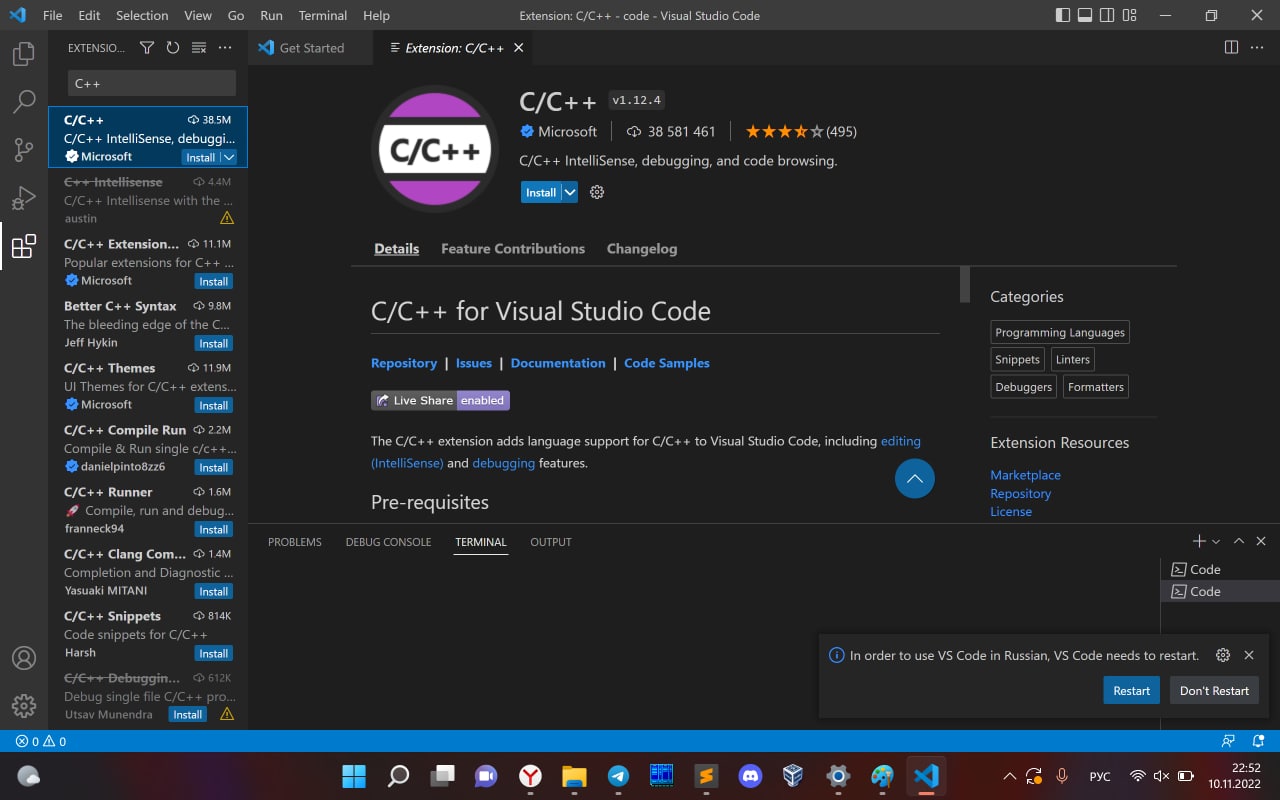 File Edit Selection View Go Run Terminal Help
Extension: C/C++ - code - Visual Studio Code
EXTENSIO...
C++
C/C++ 38.5M
C/C++ IntelliSense, debuggi...
Microsoft Install
C++ Intellisense 4.4M
C/C++ Intellisense with the ...
austin
C/C++ Extension... 11.1M
Popular extensions for C++ ...
Microsoft Install
Better C++ Syntax 9.8M
The bleeding edge of the C...
Jeff Hykin Install
C/C++ Themes 11.9M
UI Themes for C/C++ extens...
Microsoft Install
C/C++ Compile Run 2.2M
Compile & Run single c/c++...
danielpinto8zz6 Install
C/C++ Runner 1.6M
🚀 Compile, run and debug...
franneck94 Install
C/C++ Clang Com... 1.4M
Completion and Diagnostic ...
Yasuaki MITANI Install
C/C++ Snippets 814K
Code snippets for C/C++
Harsh Install
C/C++ Debuggin... 612K
Debug single file C/C++ pro...
Utsav Munendra Install
Get Started
Extension: C/C++
C/C++
C/C++ v1.12.4
Microsoft 38 581 461 (495)
C/C++ IntelliSense, debugging, and code browsing.
Install
Details Feature Contributions Changelog
C/C++ for Visual Studio Code
Repository | Issues | Documentation | Code Samples
Live Share enabled
The C/C++ extension adds language support for C/C++ to Visual Studio Code, including editing
(IntelliSense) and debugging features.
Pre-requisites
Categories
Programming Languages
Snippets Linters
Debuggers Formatters
Extension Resources
Marketplace
Repository
License
PROBLEMS DEBUG CONSOLE TERMINAL OUTPUT
Code
Code
In order to use VS Code in Russian, VS Code needs to restart.
Restart Don't Restart
0 0
РУС
22:52
10.11.2022